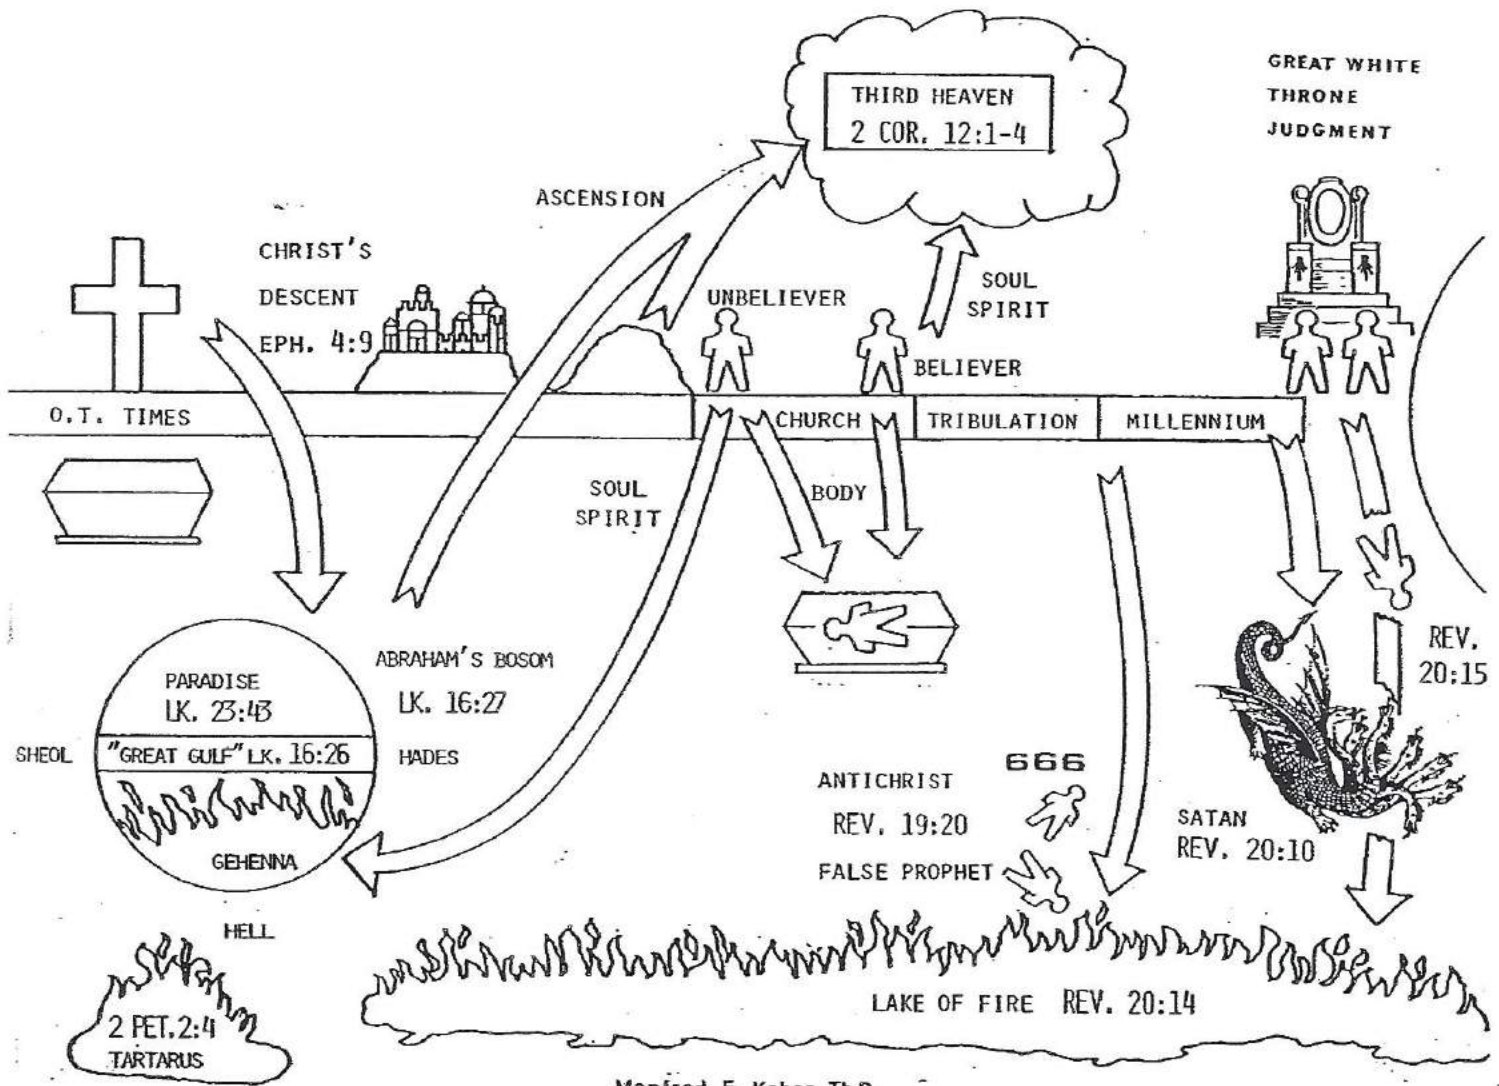 THIRD HEAVEN
2 COR. 12:1-4
GREAT WHITE
THRONE
JUDGMENT
ASCENSION
CHRIST'S
DESCENT
EPH. 4:9
UNBELIEVER
SOUL
SPIRIT
BELIEVER
O.T. TIMES
CHURCH
TRIBULATION
MILLENNIUM
SOUL
SPIRIT
BODY
PARADISE
LK. 23:43
ABRAHAM'S BOSOM
LK. 16:27
SHEOL
"GREAT GULF" LK. 16:26
HADES
GEHENNA
HELL
2 PET. 2:4
TARTARUS
666
ANTICHRIST
REV. 19:20
FALSE PROPHET
SATAN
REV. 20:10
REV.
20:15
LAKE OF FIRE REV. 20:14